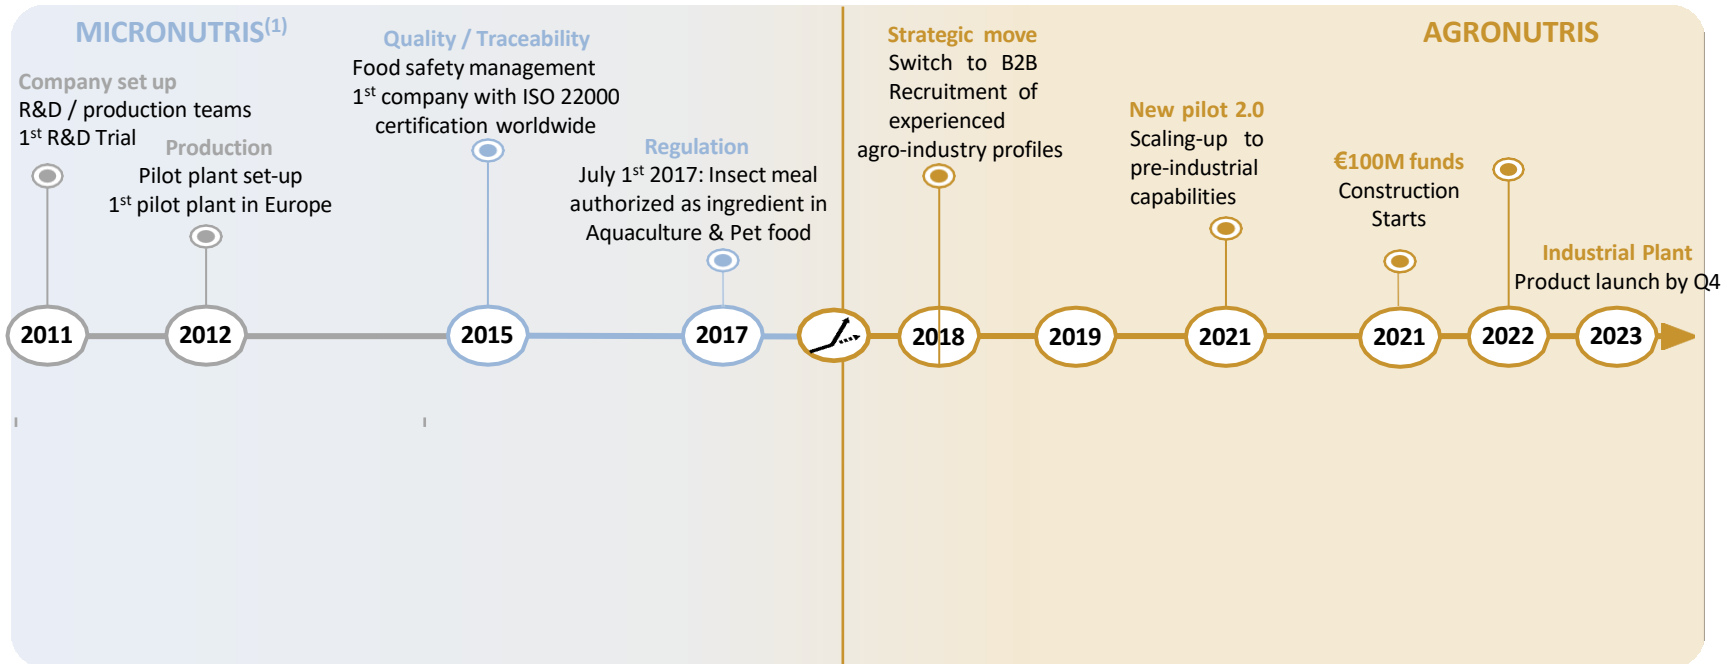 MICRONUTRIS(1)
AGRONUTRIS
Company set up
R&D / production teams
1st R&D Trial
Production
Pilot plant set-up
1st pilot plant in Europe
Quality / Traceability
Food safety management
1st company with ISO 22000
certification worldwide
Regulation
July 1st 2017: Insect meal
authorized as ingredient in
Aquaculture & Pet food
Strategic move
Switch to B2B
Recruitment of
experienced
agro-industry profiles
New pilot 2.0
Scaling-up to
pre-industrial
capabilities
€100M funds
Construction
Starts
Industrial Plant
Product launch by Q4
2011
2012
2015
2017
2018
2019
2021
2021
2022
2023